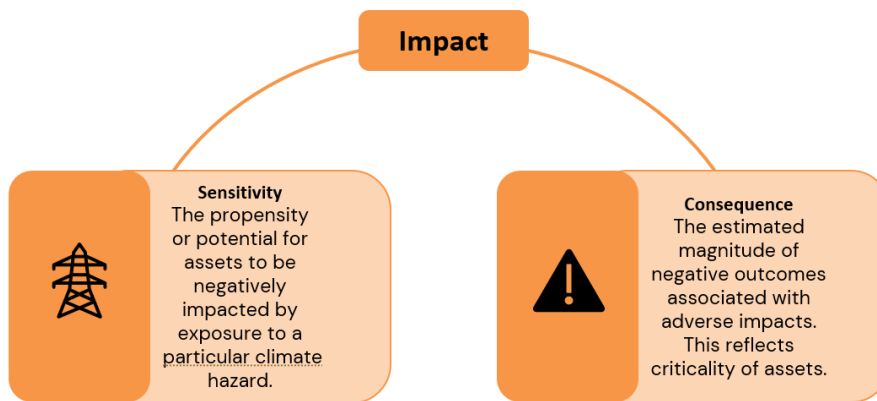 Impact
Sensitivity
The propensity
or potential for
assets to be
negatively
impacted by
exposure to a
particular climate
hazard.
Consequence
The estimated
magnitude of
negative outcomes
associated with
adverse impacts.
This reflects
criticality of assets.